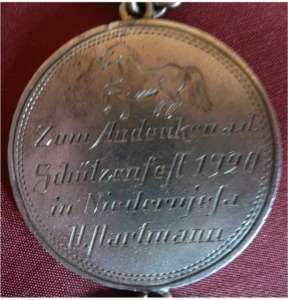 Zum Andenken a.d.
Schützenfest 1920
in Niedernjesa
H. Hartmann